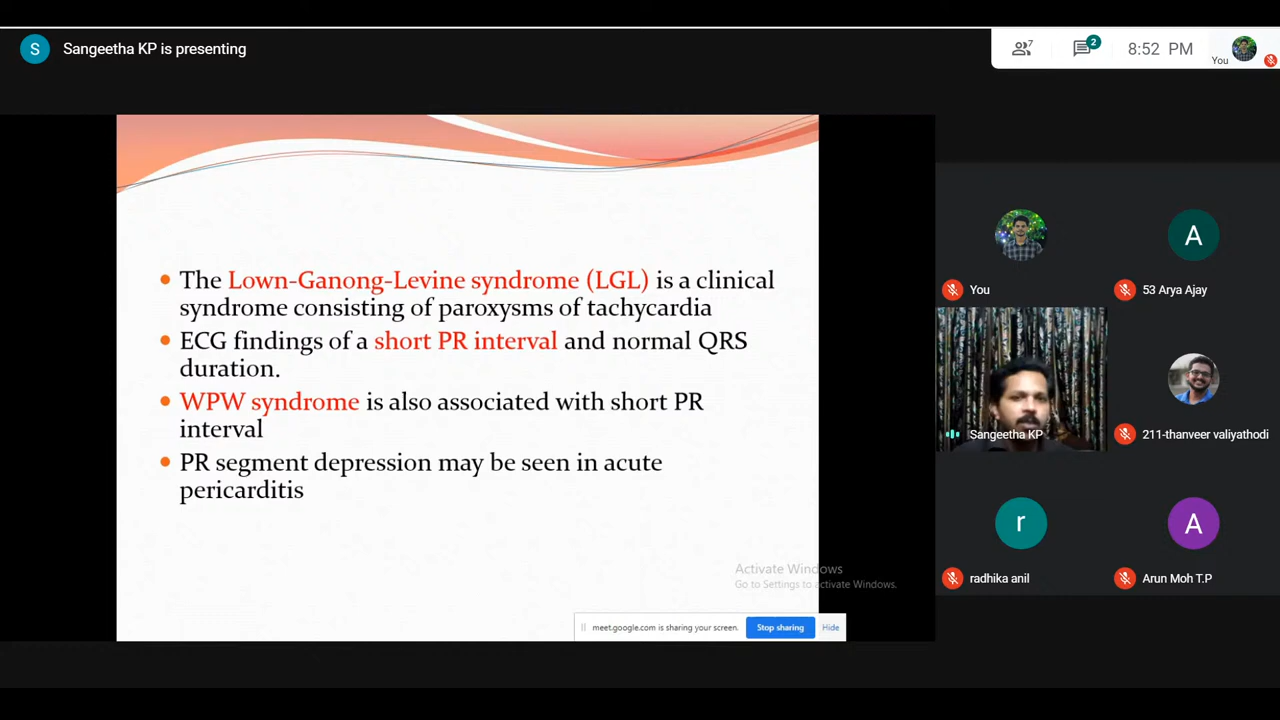 S
Sangeetha KP is presenting
7
2
8:52 PM
You
The Lown-Ganong-Levine syndrome (LGL) is a clinical
syndrome consisting of paroxysms of tachycardia
ECG findings of a short PR interval and normal QRS
duration.
WPW syndrome is also associated with short PR
interval
PR segment depression may be seen in acute
pericarditis
Activate Windows
Go to Settings to activate Windows.
meet.google.com is sharing your screen.
Stop sharing
Hide
You
A
53 Arya Ajay
Sangeetha KP
211-thanveer valiyathodi
r
radhika anil
A
Arun Moh T.P